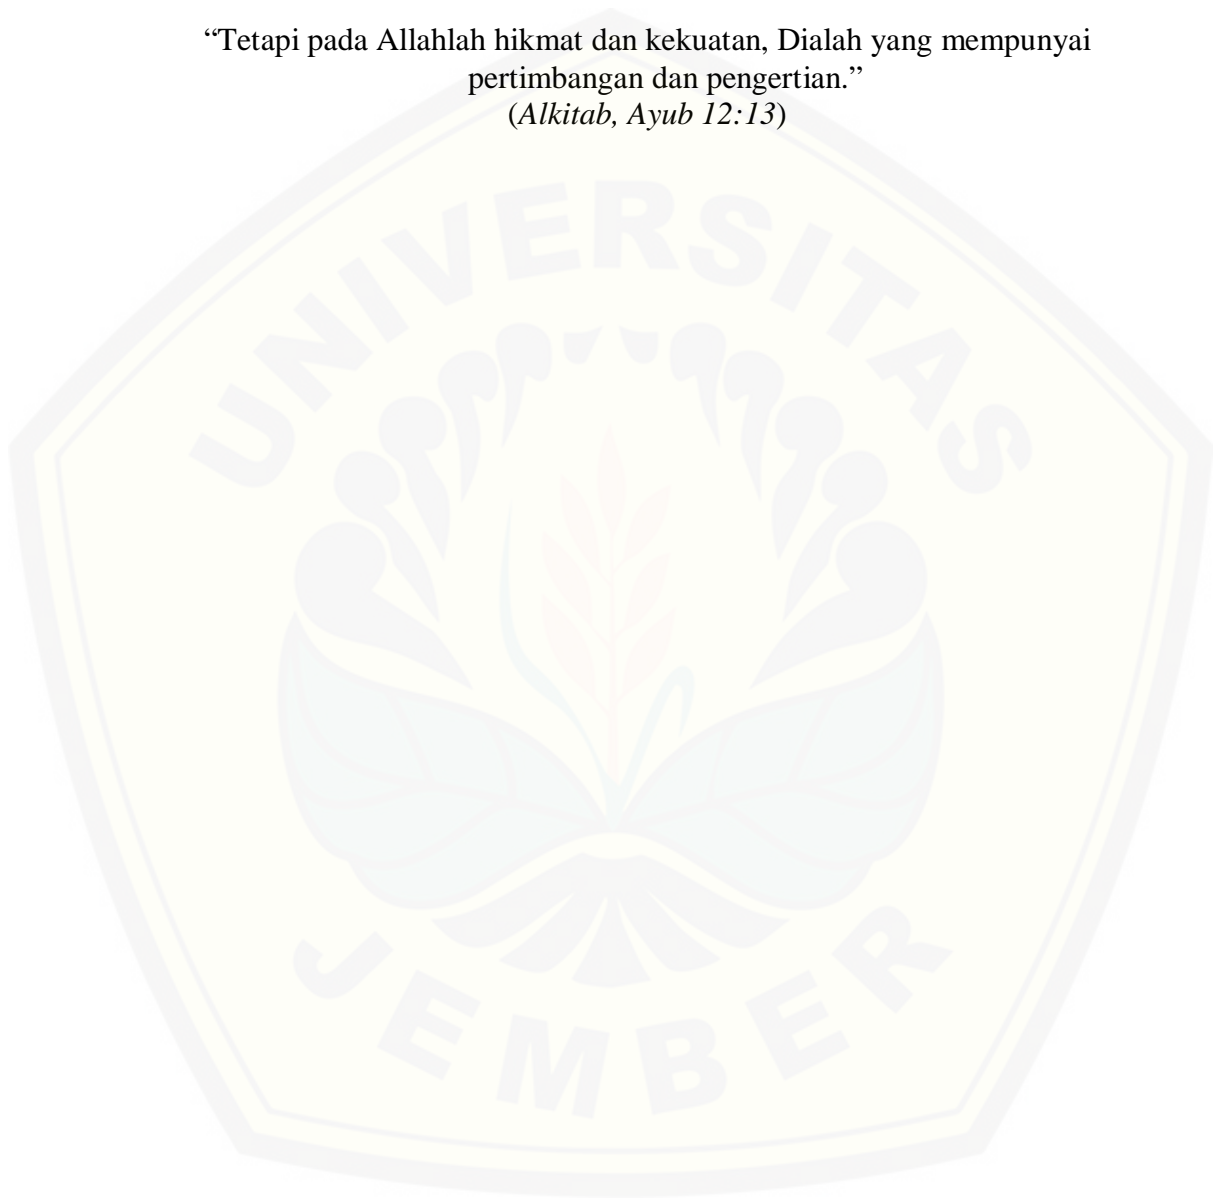 “Tetapi pada Allahlah hikmat dan kekuatan, Dialah yang mempunyai
pertimbangan dan pengertian.”
(Alkitab, Ayub 12:13)
UNIVERSITAS
JEMBER